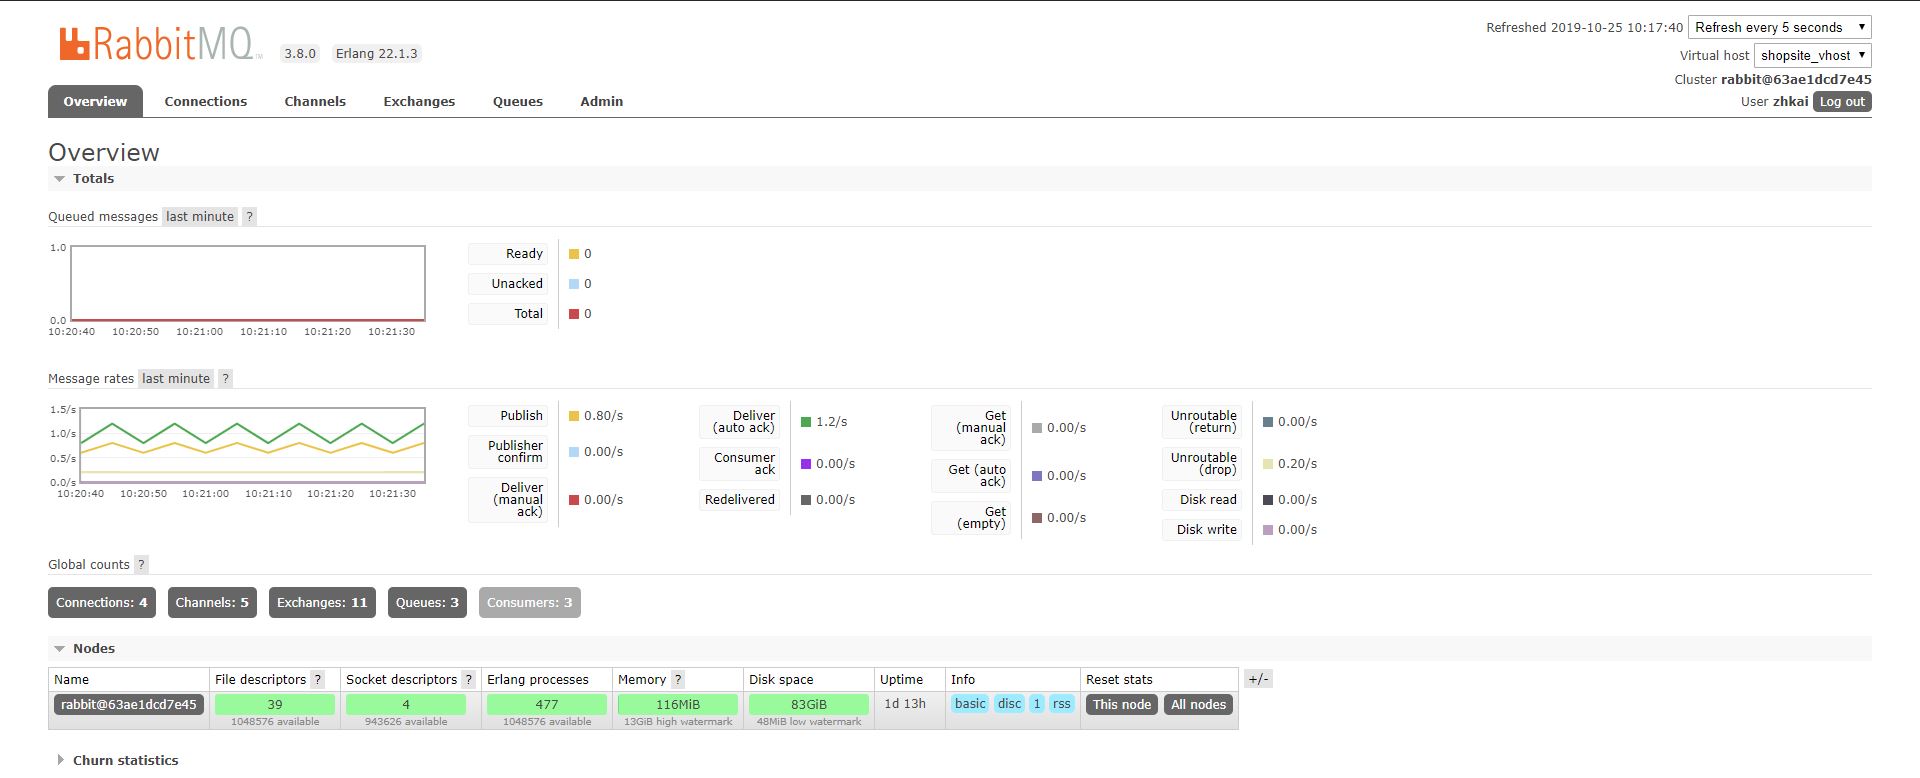 RabbitMQ TM 3.8.0 Erlang 22.1.3
Refreshed 2019-10-25 10:17:40 Refresh every 5 seconds
Virtual host shopsite_vhost
Cluster rabbit@63ae1dcd7e45
User zhkai Log out
Overview Connections Channels Exchanges Queues Admin
Overview
Totals
Queued messages last minute ?
1.0
0.0
10:20:40 10:20:50 10:21:00 10:21:10 10:21:20 10:21:30
Ready 0
Unacked 0
Total 0
Message rates last minute ?
1.5/s
1.0/s
0.5/s
0.0/s
10:20:40 10:20:50 10:21:00 10:21:10 10:21:20 10:21:30
Publish 0.80/s
Publisher
confirm 0.00/s
Deliver
(manual
ack) 0.00/s
Deliver
(auto ack) 1.2/s
Consumer
ack 0.00/s
Redelivered 0.00/s
Get
(manual
ack) 0.00/s
Get (auto
ack) 0.00/s
Get
(empty) 0.00/s
Unroutable
(return) 0.00/s
Unroutable
(drop) 0.20/s
Disk read 0.00/s
Disk write 0.00/s
Global counts ?
Connections: 4 Channels: 5 Exchanges: 11 Queues: 3 Consumers: 3
Nodes
Name File descriptors ? Socket descriptors ? Erlang processes Memory ? Disk space Uptime Info Reset stats +/-
rabbit@63ae1dcd7e45 39 4 477 116MiB 83GiB 1d 13h basic disc 1 rss This node All nodes
1048576 available 943626 available 1048576 available 13GiB high watermark 48MiB low watermark
Churn statistics